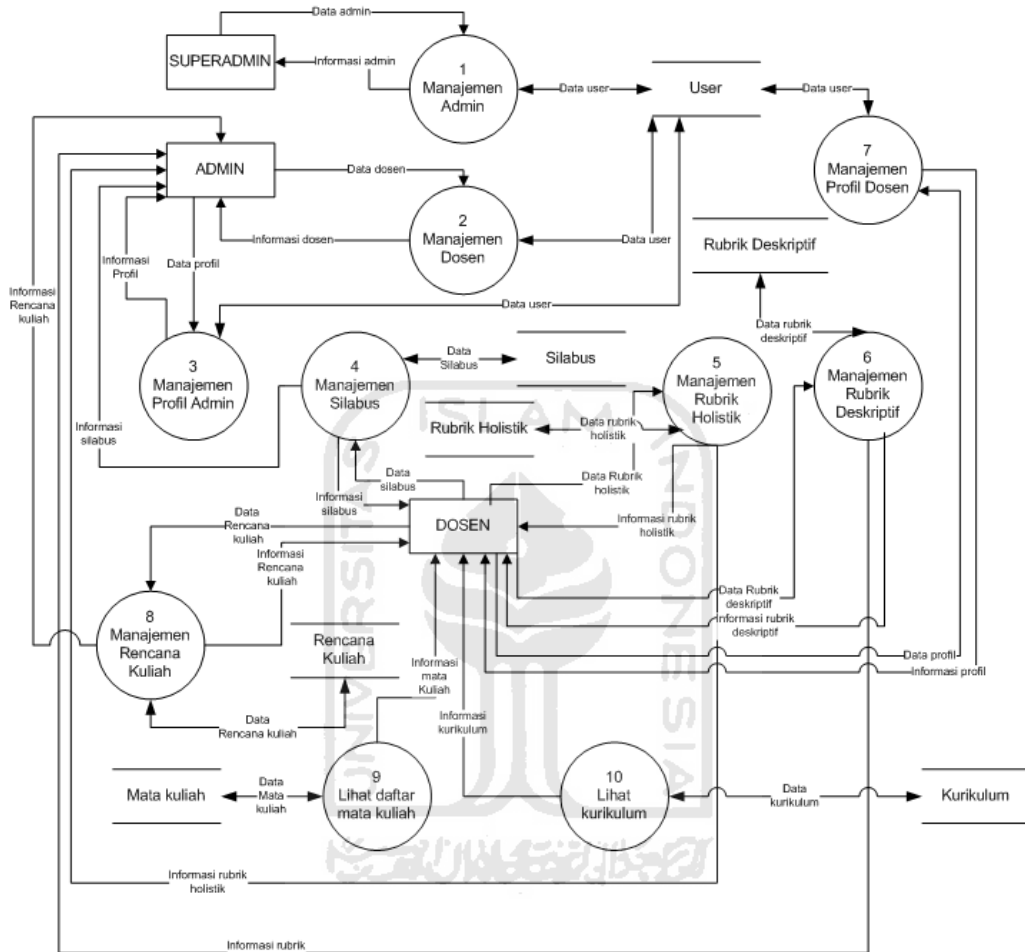 Data admin
SUPERADMIN
Informasi admin
1
Manajemen
Admin
Data user
User
Data user
7
Manajemen
Profil Dosen
ADMIN
Data dosen
2
Manajemen
Dosen
Informasi dosen
Data user
Rubrik Deskriptif
Informasi
Profil
Data profil
Informasi
Rencana
kuliah
Data user
Data rubrik
deskriptif
3
Manajemen
Profil Admin
4
Manajemen
Silabus
Data
Silabus
Silabus
5
Manajemen
Rubrik
Holistik
6
Manajemen
Rubrik
Deskriptif
Informasi
silabus
Rubrik Holistik
Data rubrik
holistik
Data
silabus
Data Rubrik
holistik
Informasi
silabus
DOSEN
Informasi rubrik
holistik
Data
Rencana
kuliah
Informasi
Rencana
kuliah
Data Rubrik
deskriptif
Informasi rubrik
deskriptif
8
Manajemen
Rencana
Kuliah
Rencana
Kuliah
Informasi
mata
Kuliah
Data profil
Informasi profil
Data
Rencana kuliah
Informasi
kurikulum
Mata kuliah
Data
Mata
kuliah
9
Lihat daftar
mata kuliah
10
Lihat
kurikulum
Data
kurikulum
Kurikulum
Informasi rubrik
holistik
Informasi rubrik
UNIVERSITAS
ISLAM
INDONESIA